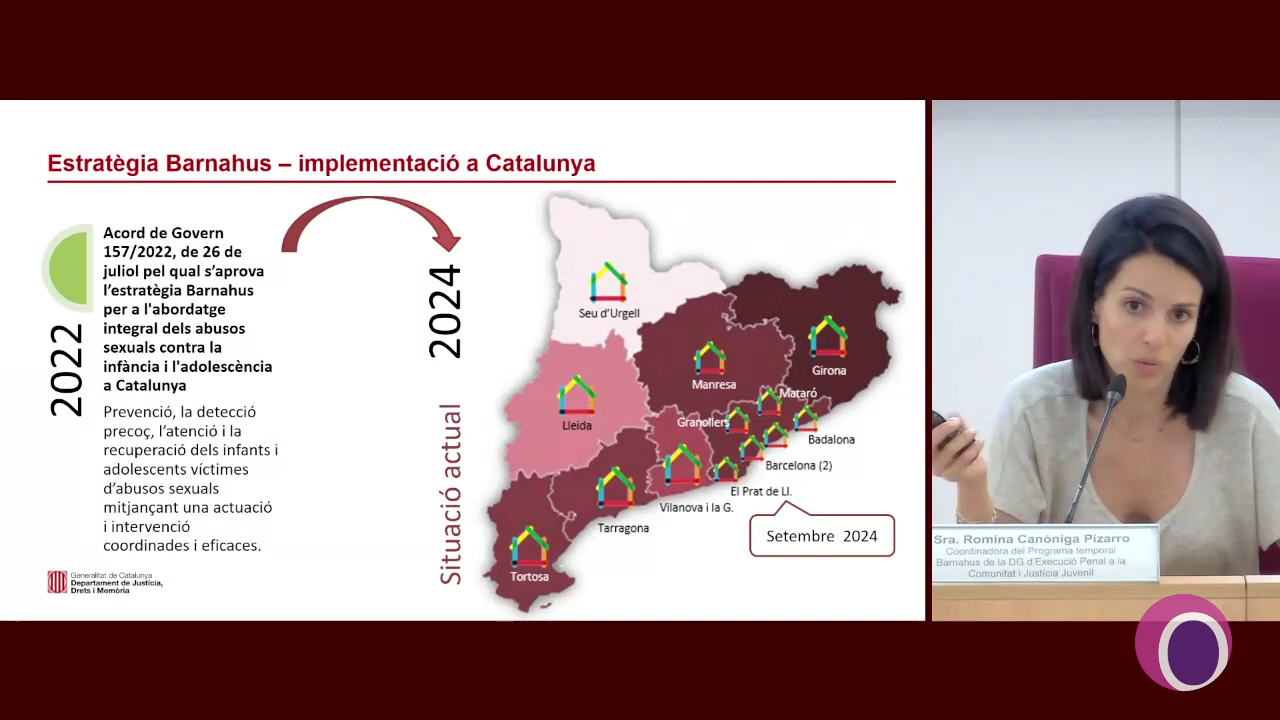 Estratègia Barnahus – implementació a Catalunya
2022
Acord de Govern
157/2022, de 26 de
juliol pel qual s’aprova
l’estratègia Barnahus
per a l'abordatge
integral dels abusos
sexuals contra la
infància i l'adolescència
a Catalunya
Prevenció, la detecció
precoç, l’atenció i la
recuperació dels infants i
adolescents víctimes
d’abusos sexuals
mitjançant una actuació
i intervenció
coordinades i eficaces.
2024
Situació actual
Seu d’Urgell
Girona
Manresa
Mataró
Lleida
Granollers
Badalona
Barcelona (2)
El Prat de Ll.
Vilanova i la G.
Tarragona
Tortosa
Setembre 2024
Generalitat de Catalunya
Departament de Justícia,
Drets i Memòria
Sra. Romina Canóniga Pizarro
Coordinadora del Programa temporal
Barnahus de la DG d’Execució Penal a la
Comunitat i Justícia Juvenil